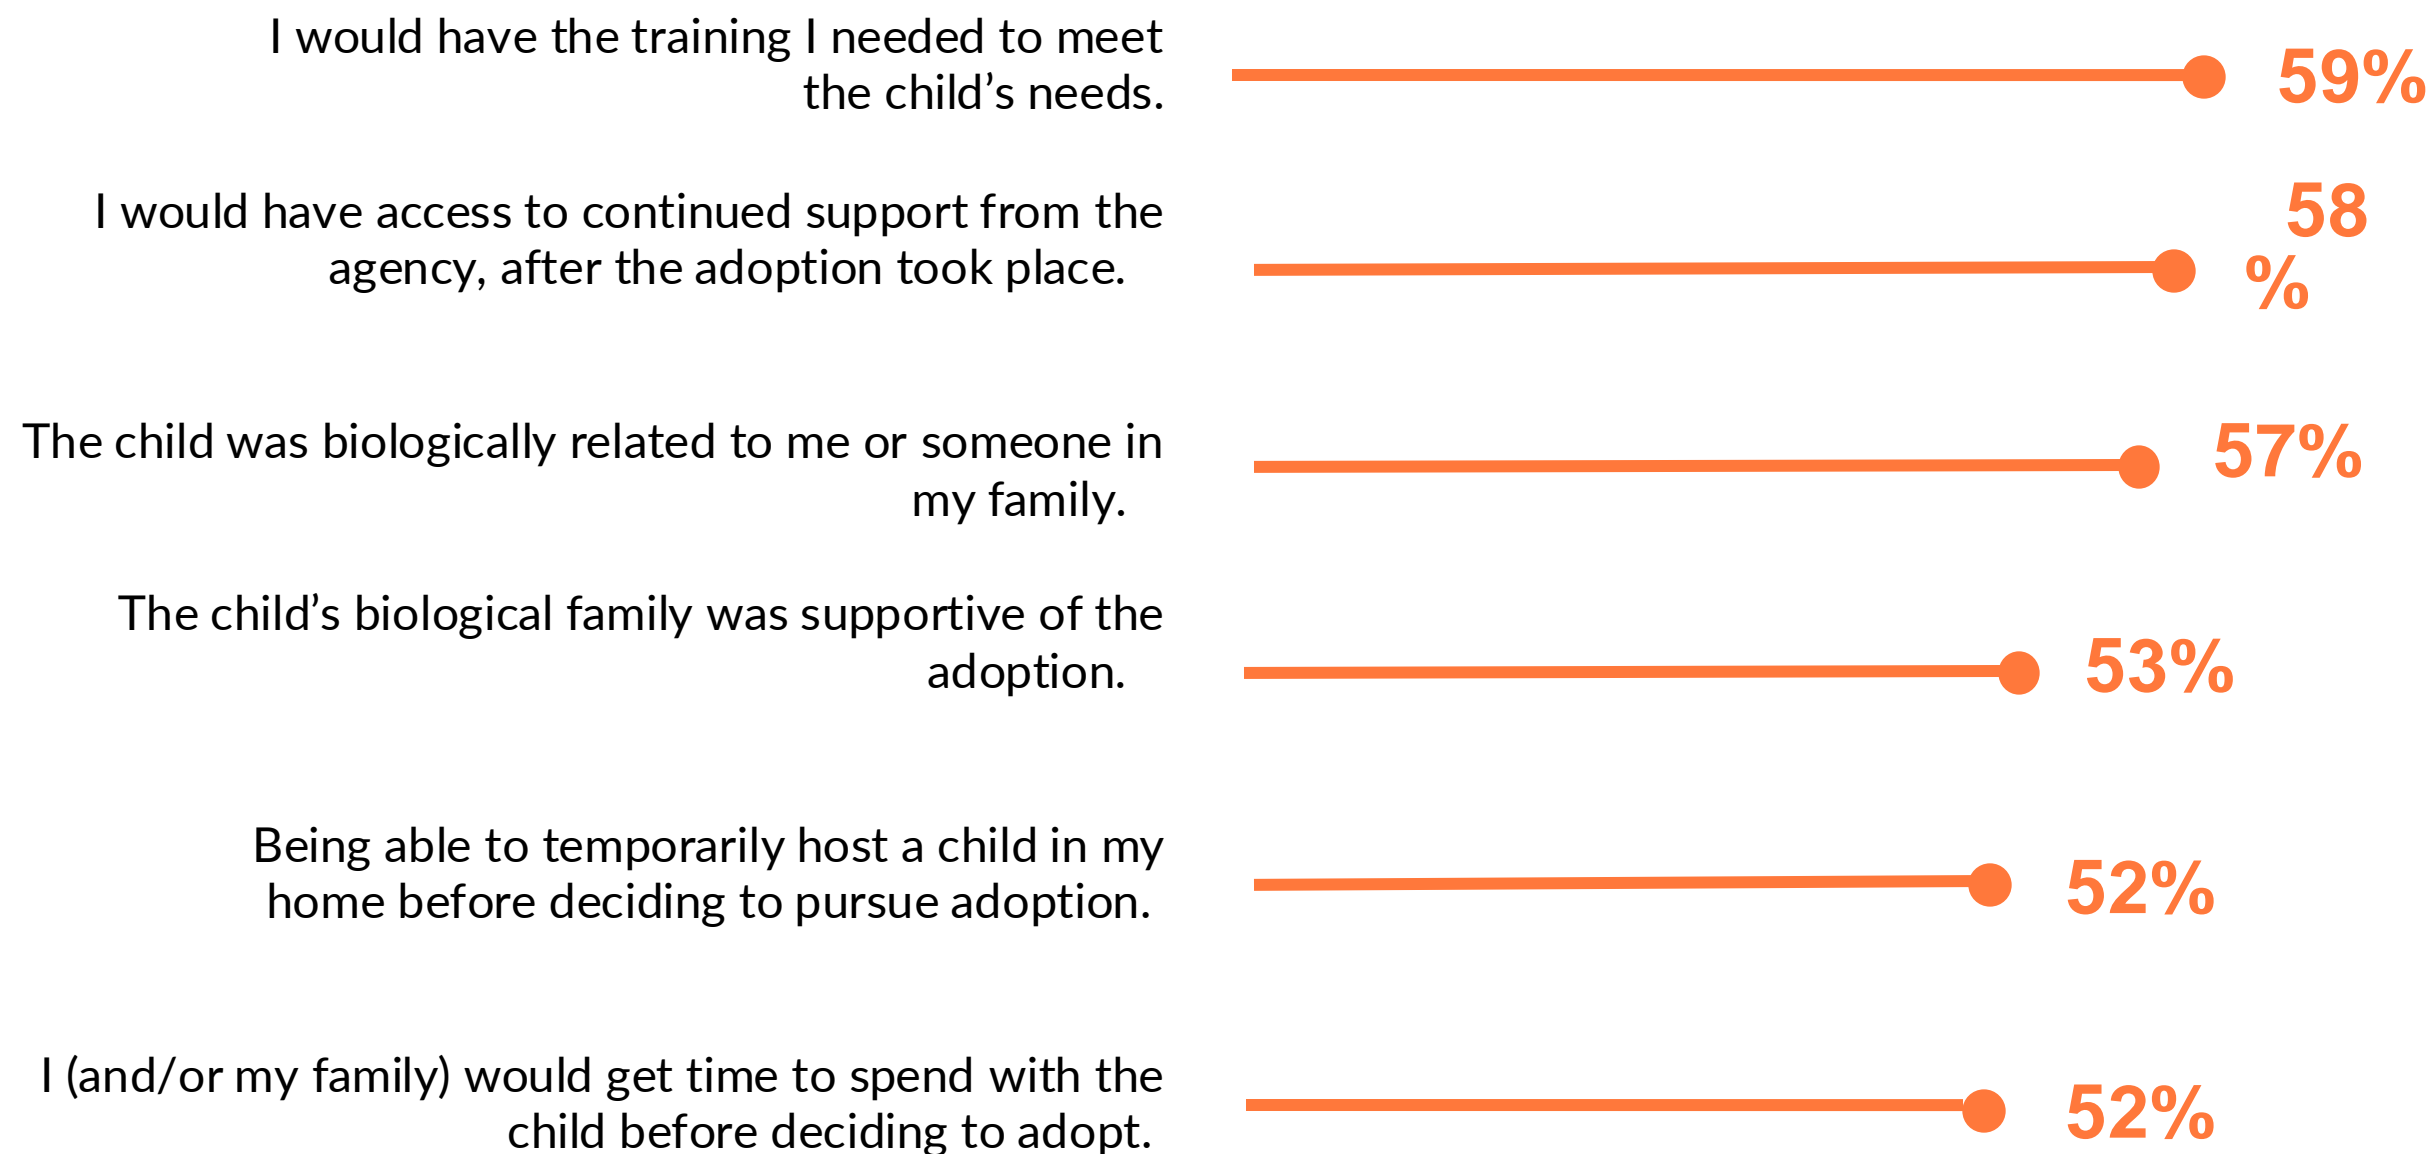 I would have the training I needed to meet
the child’s needs.
59%
I would have access to continued support from the
agency, after the adoption took place.
58
%
The child was biologically related to me or someone in
my family.
57%
The child’s biological family was supportive of the
adoption.
53%
Being able to temporarily host a child in my
home before deciding to pursue adoption.
52%
I (and/or my family) would get time to spend with the
child before deciding to adopt.
52%